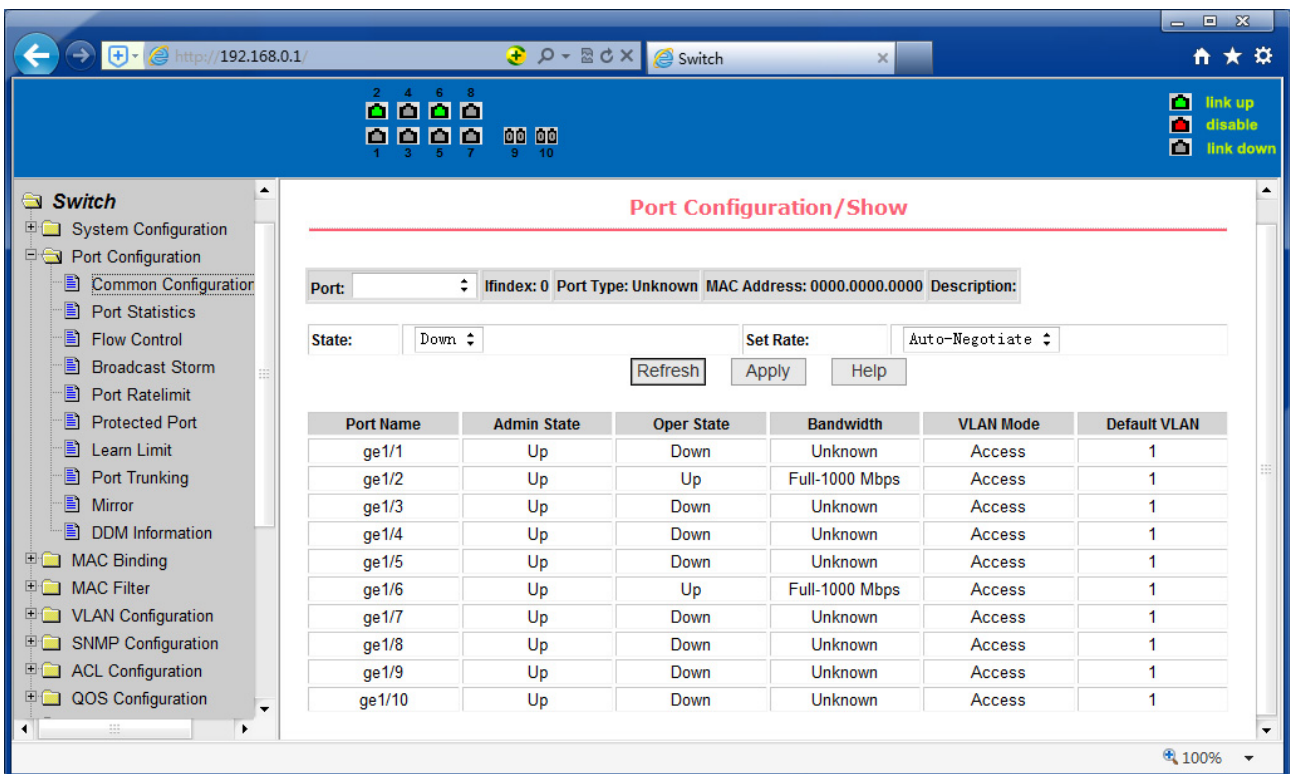 http://192.168.0.1/
Switch
2 4 6 8
1 3 5 7 9 10
link up
disable
link down
Switch
System Configuration
Port Configuration
Common Configuration
Port Statistics
Flow Control
Broadcast Storm
Port Ratelimit
Protected Port
Learn Limit
Port Trunking
Mirror
DDM Information
MAC Binding
MAC Filter
VLAN Configuration
SNMP Configuration
ACL Configuration
QOS Configuration
Port Configuration/Show
Port: Ifindex: 0 Port Type: Unknown MAC Address: 0000.0000.0000 Description:
State: Down Set Rate: Auto-Negotiate
Refresh Apply Help
Port Name Admin State Oper State Bandwidth VLAN Mode Default VLAN
ge1/1 Up Down Unknown Access 1
ge1/2 Up Up Full-1000 Mbps Access 1
ge1/3 Up Down Unknown Access 1
ge1/4 Up Down Unknown Access 1
ge1/5 Up Down Unknown Access 1
ge1/6 Up Up Full-1000 Mbps Access 1
ge1/7 Up Down Unknown Access 1
ge1/8 Up Down Unknown Access 1
ge1/9 Up Down Unknown Access 1
ge1/10 Up Down Unknown Access 1
100%